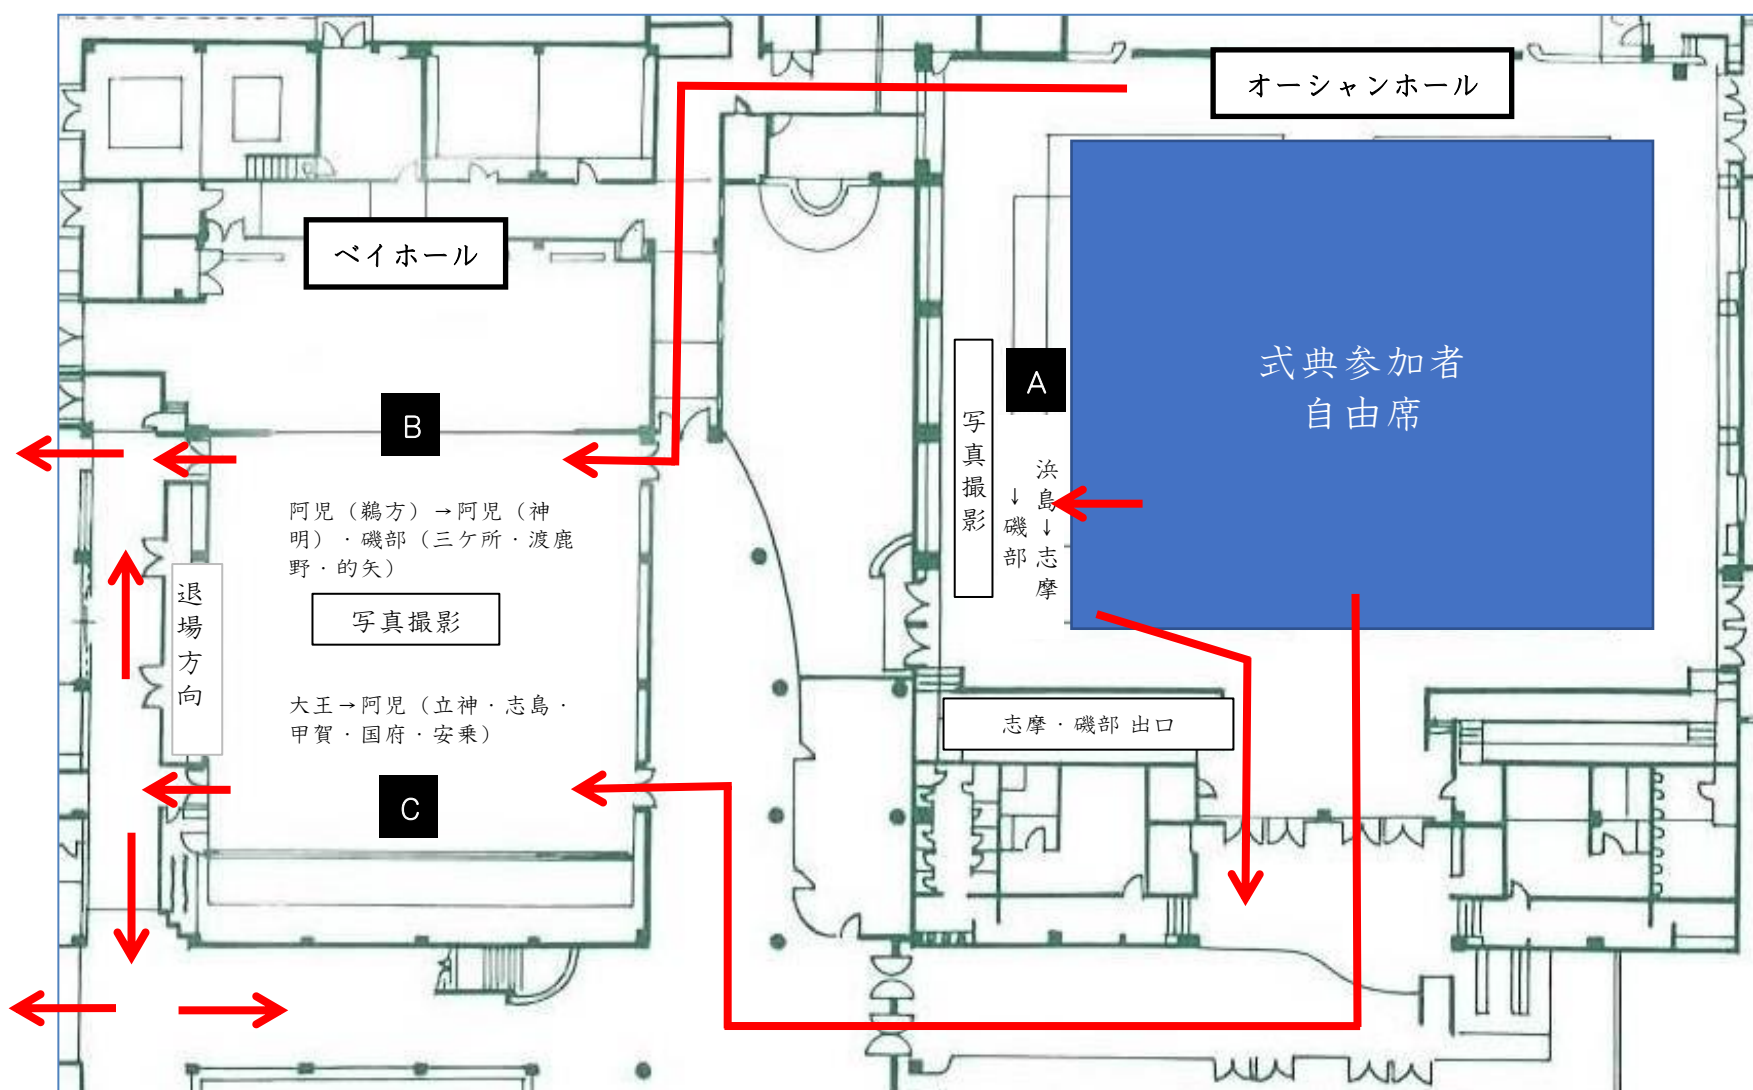 オーシャンホール
ベイホール
式典参加者
自由席
A
写真撮影
浜島→志摩
→磯部
B
阿児（鵜方）→阿児（神
明）・磯部（三ケ所・渡鹿
野・的矢）
写真撮影
退場方向
大王→阿児（立神・志島・
甲賀・国府・安乗）
C
志摩・磯部 出口